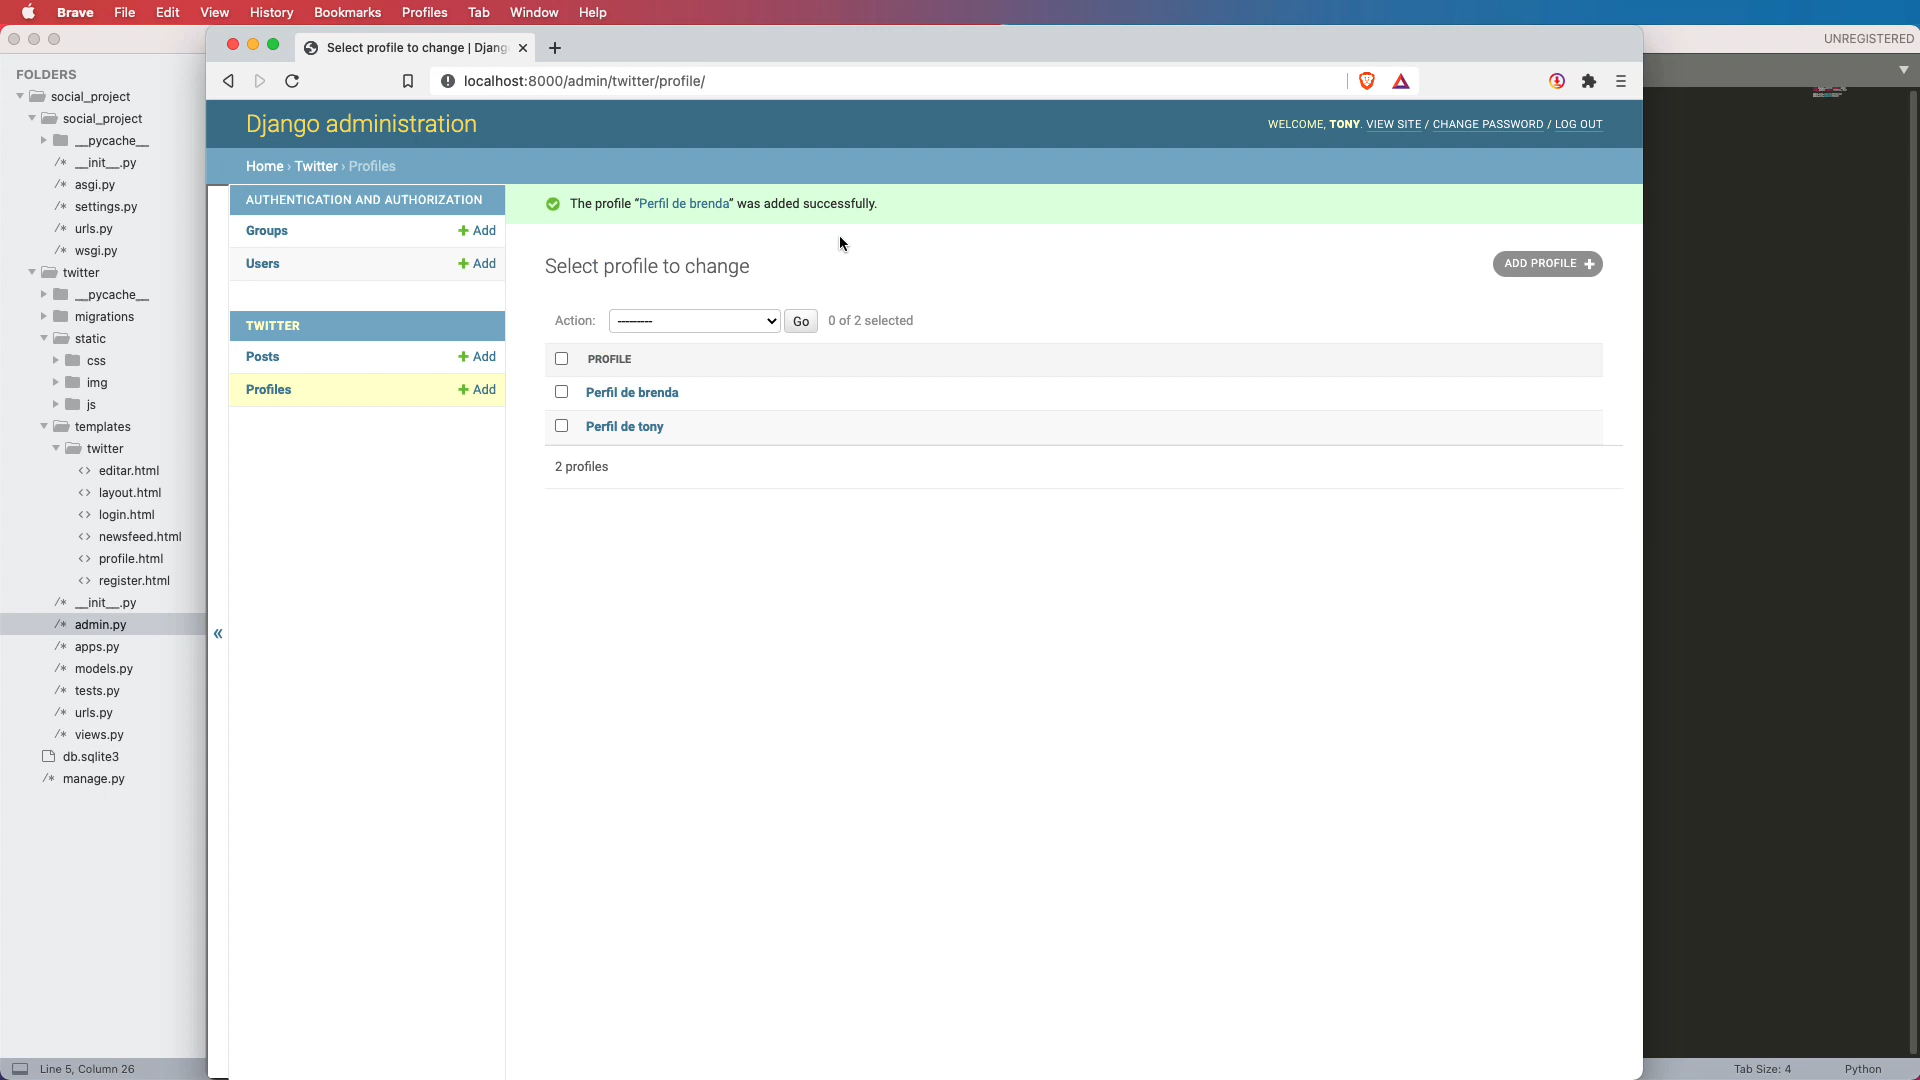 Brave File Edit View History Bookmarks Profiles Tab Window Help
UNREGISTERED
Select profile to change | Djang
localhost:8000/admin/twitter/profile/
FOLDERS
social_project
social_project
__pycache__
__init__.py
asgi.py
settings.py
urls.py
wsgi.py
twitter
__pycache__
migrations
static
css
img
js
templates
twitter
editar.html
layout.html
login.html
newsfeed.html
profile.html
register.html
__init__.py
admin.py
apps.py
models.py
tests.py
urls.py
views.py
db.sqlite3
manage.py
Django administration
WELCOME, TONY. VIEW SITE / CHANGE PASSWORD / LOG OUT
Home › Twitter › Profiles
AUTHENTICATION AND AUTHORIZATION
Groups + Add
Users + Add
TWITTER
Posts + Add
Profiles + Add
«
The profile “Perfil de brenda” was added successfully.
Select profile to change
ADD PROFILE +
Action: --------- Go 0 of 2 selected
PROFILE
Perfil de brenda
Perfil de tony
2 profiles
Line 5, Column 26
Tab Size: 4 Python